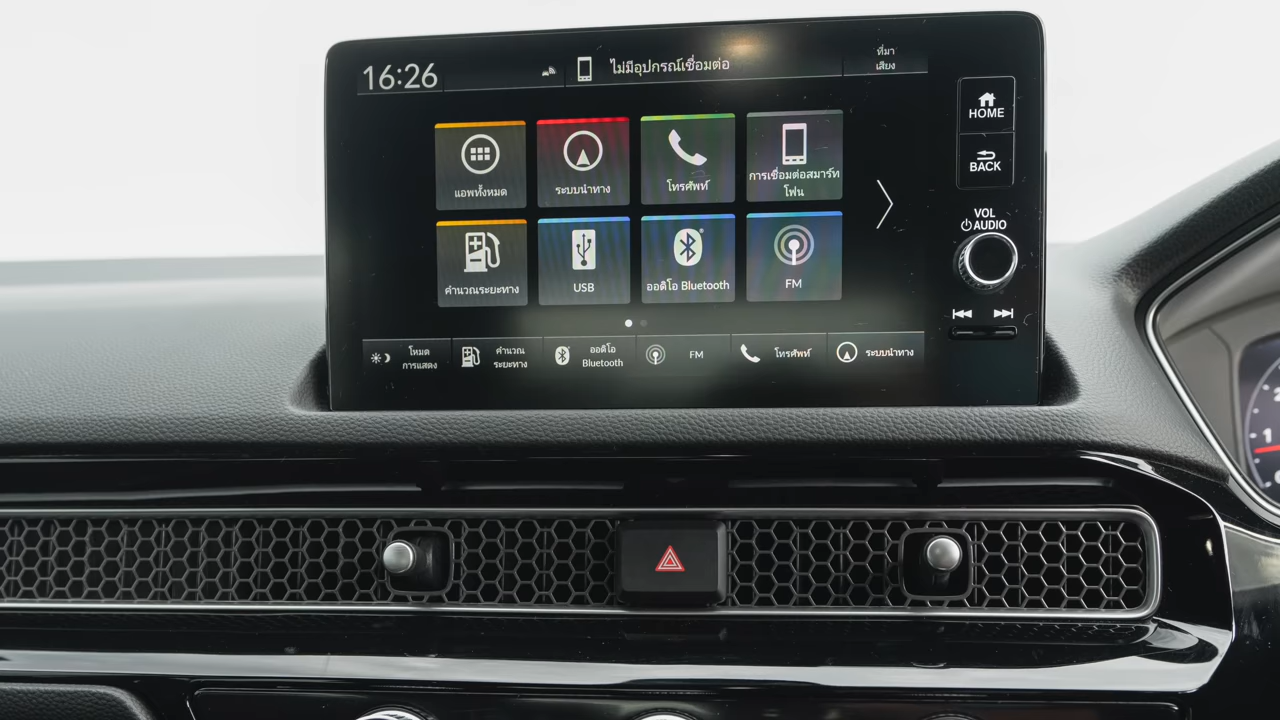 16:26
ไม่มีอุปกรณ์เชื่อมต่อ
ที่มา
เสียง
HOME
BACK
VOL
AUDIO
แอพทั้งหมด
ระบบนำทาง
โทรศัพท์
การเชื่อมต่อสมาร์ท
โฟน
คำนวณระยะทาง
USB
ออดิโอ Bluetooth
FM
โหมด
การแสดง
คำนวณ
ระยะทาง
ออดิโอ
Bluetooth
FM
โทรศัพท์
ระบบนำทาง
1